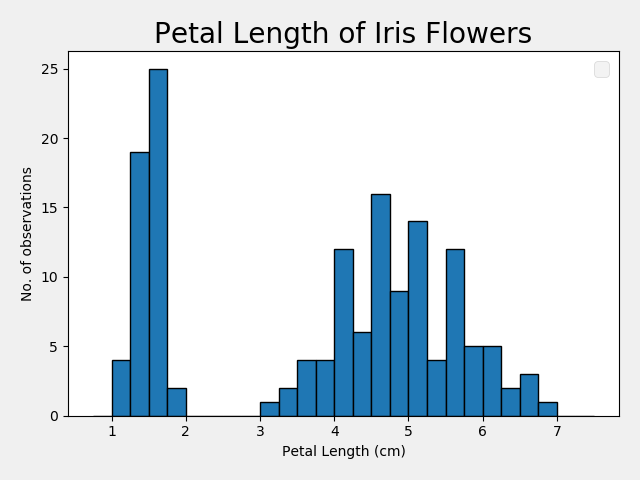 Petal Length of Iris Flowers
25
20
15
10
5
0
No. of observations
1 2 3 4 5 6 7
Petal Length (cm)